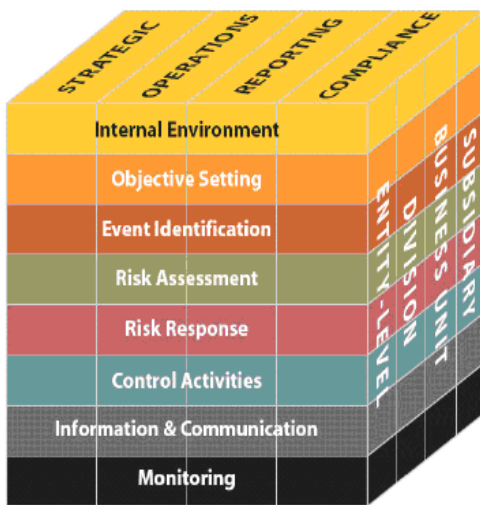 STRATEGIC
OPERATIONS
REPORTING
COMPLIANCE
Internal Environment
Objective Setting
Event Identification
Risk Assessment
Risk Response
Control Activities
Information & Communication
Monitoring
ENTITY-LEVEL
DIVISION
BUSINESS UNIT
SUBSIDIARY